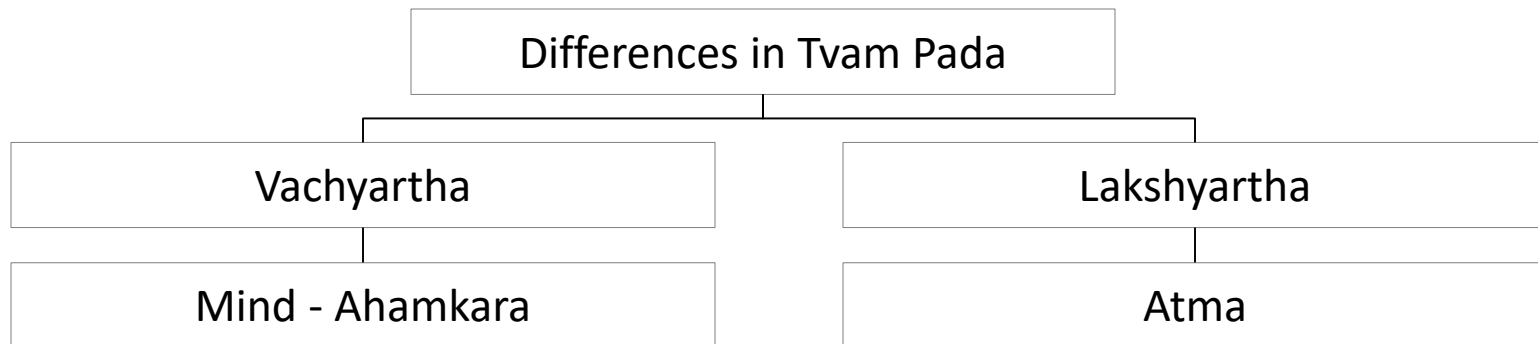 Differences in Tvam Pada
Vachyartha
Lakshyartha
Mind - Ahamkara
Atma